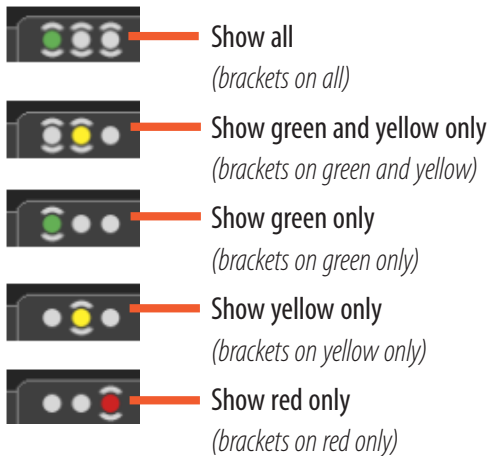 Show all
(brackets on all)
Show green and yellow only
(brackets on green and yellow)
Show green only
(brackets on green only)
Show yellow only
(brackets on yellow only)
Show red only
(brackets on red only)